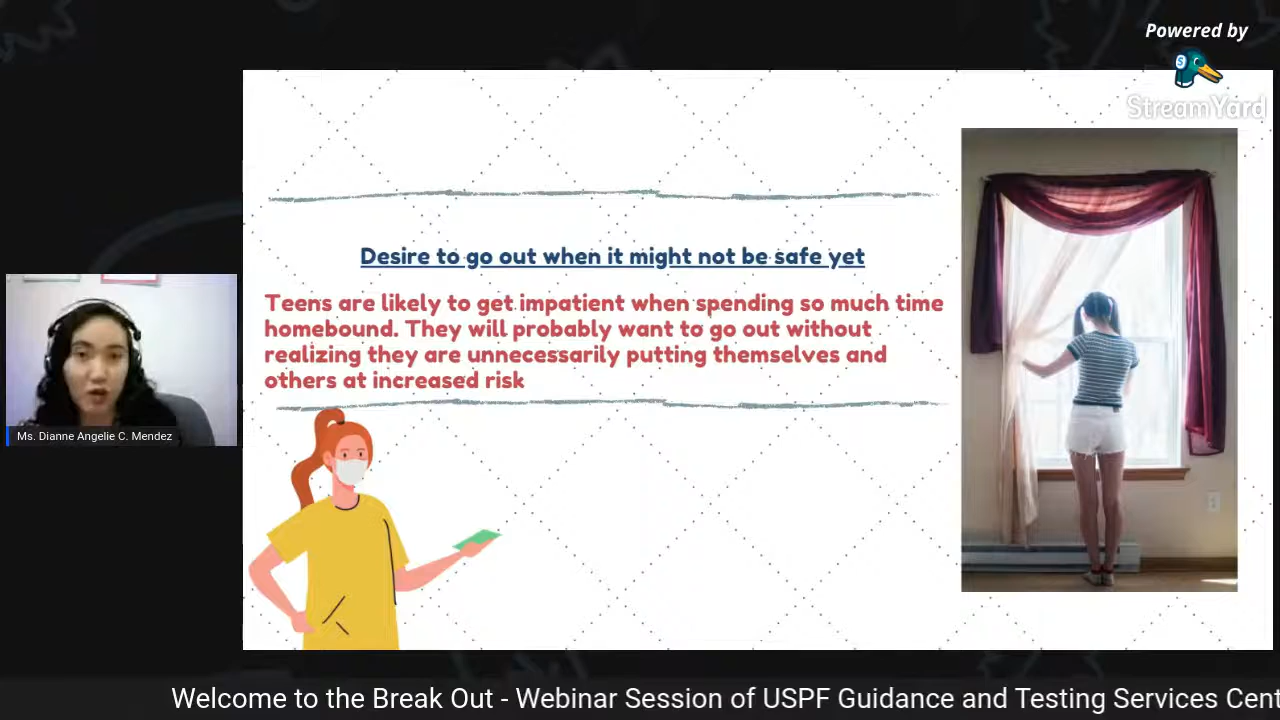 Powered by
StreamYard
Desire to go out when it might not be safe yet
Teens are likely to get impatient when spending so much time
homebound. They will probably want to go out without
realizing they are unnecessarily putting themselves and
others at increased risk
Ms. Dianne Angelie C. Mendez
Welcome to the Break Out - Webinar Session of USPF Guidance and Testing Services Cent